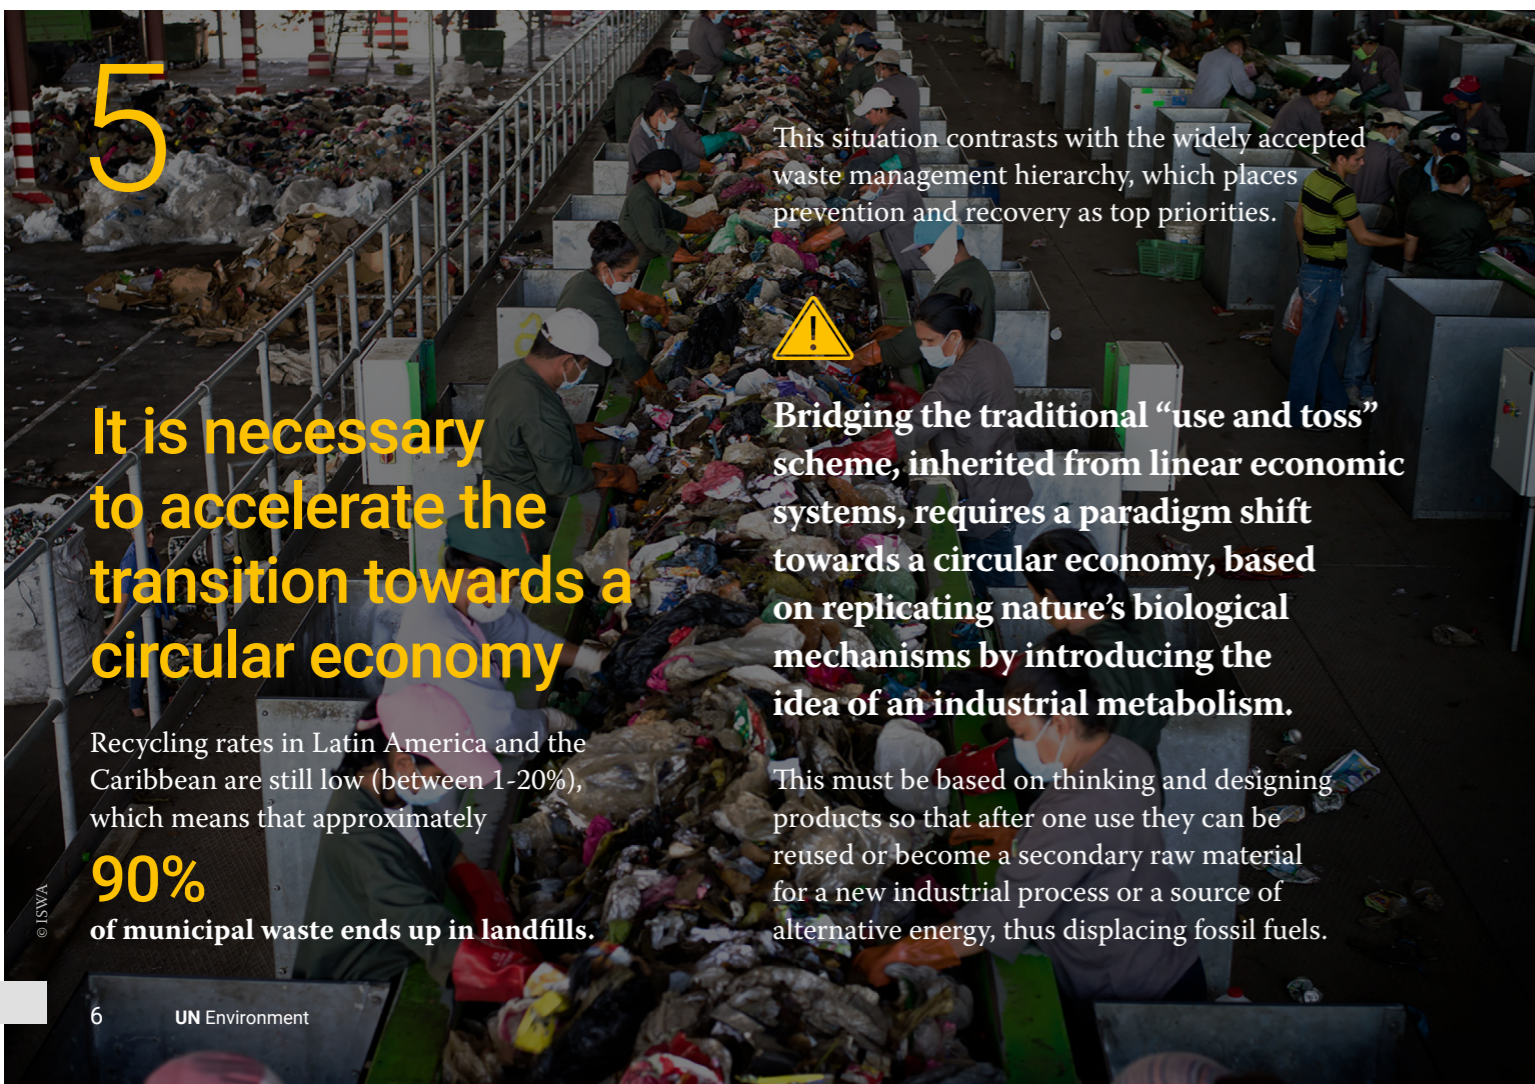 5
It is necessary
to accelerate the
transition towards a
circular economy
Recycling rates in Latin America and the
Caribbean are still low (between 1-20%),
which means that approximately
90%
of municipal waste ends up in landfills.
This situation contrasts with the widely accepted
waste management hierarchy, which places
prevention and recovery as top priorities.
!
Bridging the traditional “use and toss”
scheme, inherited from linear economic
systems, requires a paradigm shift
towards a circular economy, based
on replicating nature’s biological
mechanisms by introducing the
idea of an industrial metabolism.
This must be based on thinking and designing
products so that after one use they can be
reused or become a secondary raw material
for a new industrial process or a source of
alternative energy, thus displacing fossil fuels.
© ISWA
6 UN Environment